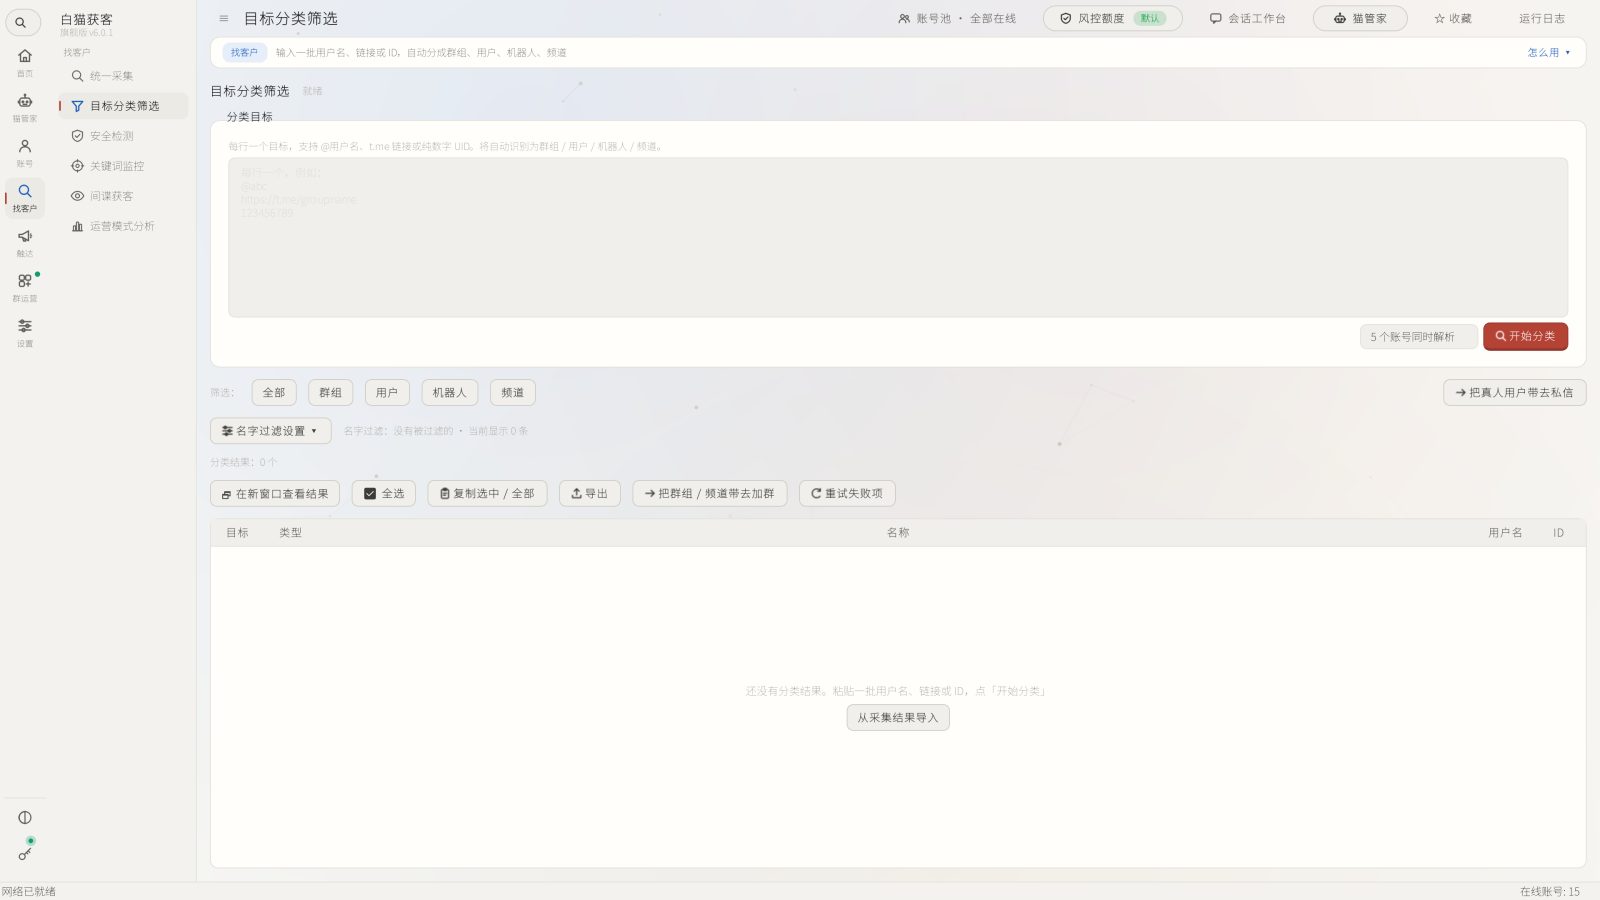 白猫获客
旗舰版 v6.0.1
首页
猫管家
账号
找客户
触达
群运营
设置
找客户
统一采集
目标分类筛选
安全检测
关键词监控
间谍获客
运营模式分析
目标分类筛选
账号池 · 全部在线
风控额度 默认
会话工作台
猫管家
☆ 收藏
运行日志
找客户 输入一批用户名、链接或 ID，自动分成群组、用户、机器人、频道
怎么用 ▾
目标分类筛选 就绪
分类目标
每行一个目标，支持 @用户名、t.me 链接或纯数字 UID。将自动识别为群组 / 用户 / 机器人 / 频道。
每行一个，例如：
@abc
https://t.me/groupname
123456789
5 个账号同时解析
开始分类
筛选： 全部 群组 用户 机器人 频道
→ 把真人用户带去私信
名字过滤设置 ▾ 名字过滤：没有被过滤的 · 当前显示 0 条
分类结果：0 个
在新窗口查看结果 全选 复制选中 / 全部 导出 → 把群组 / 频道带去加群 重试失败项
目标 类型 名称 用户名 ID
还没有分类结果。粘贴一批用户名、链接或 ID，点「开始分类」
从采集结果导入
网络已就绪
在线账号: 15